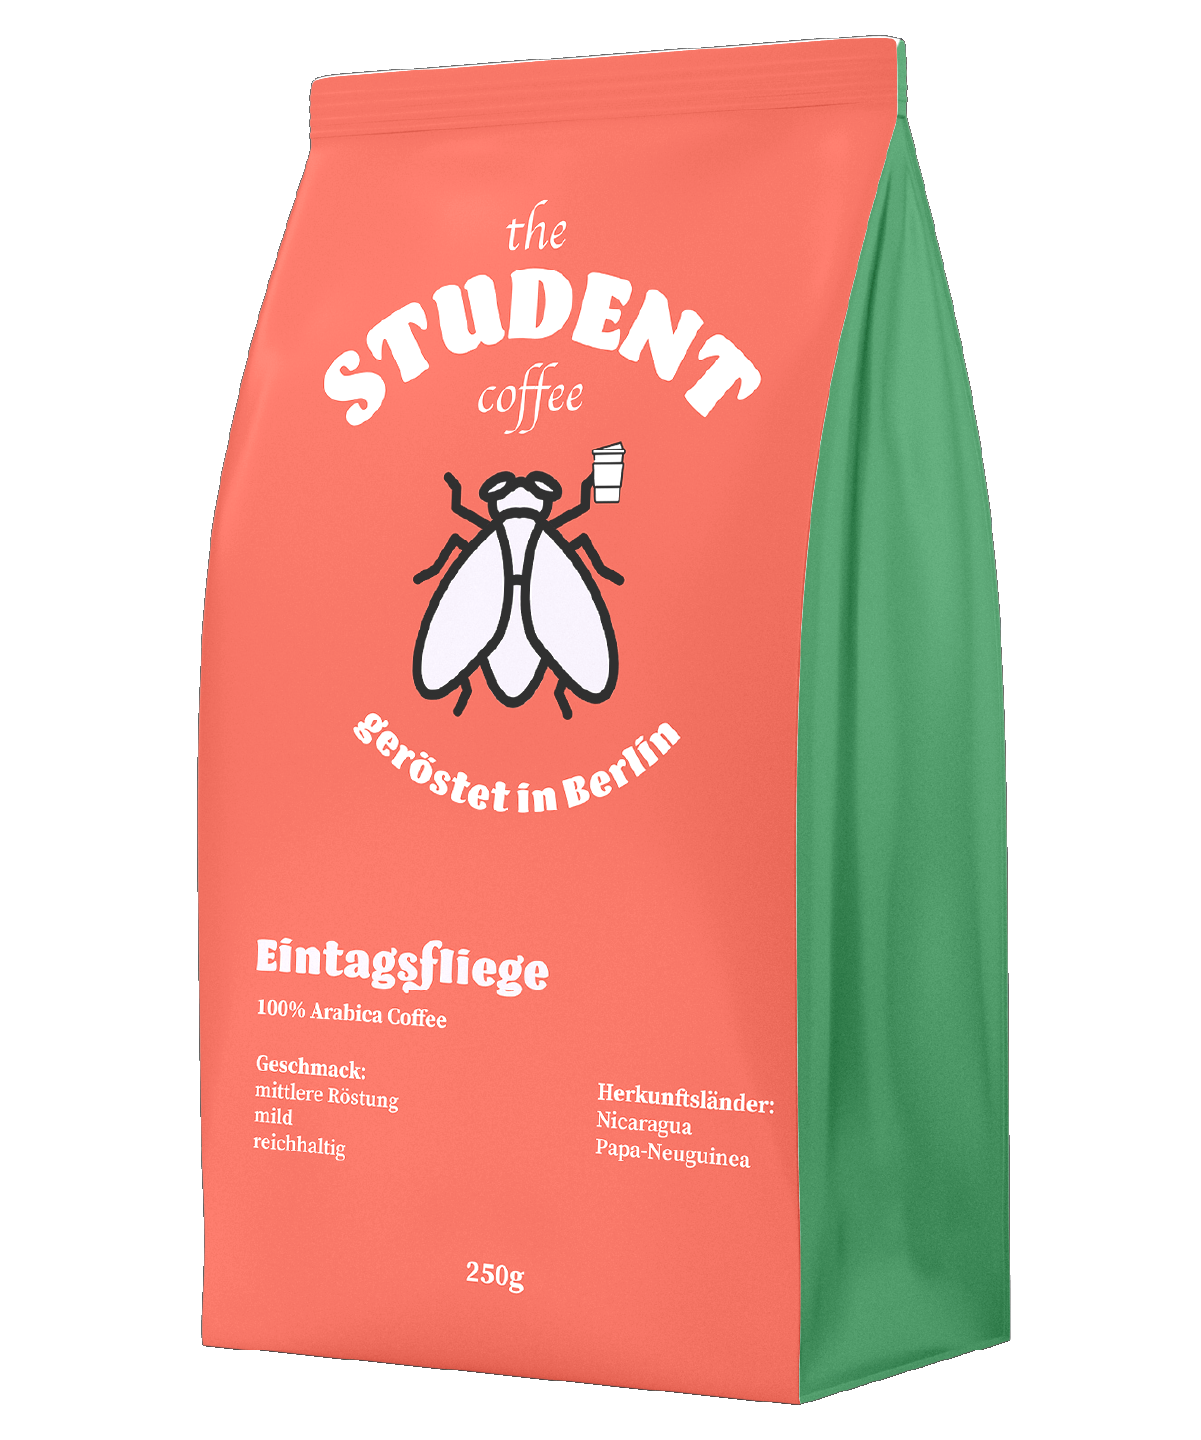 the
STUDENT
coffee
geröstet in Berlin
Eintagsfliege
100% Arabica Coffee
Geschmack:
mittlere Röstung
mild
reichhaltig
Herkunftsländer:
Nicaragua
Papa-Neuguinea
250g